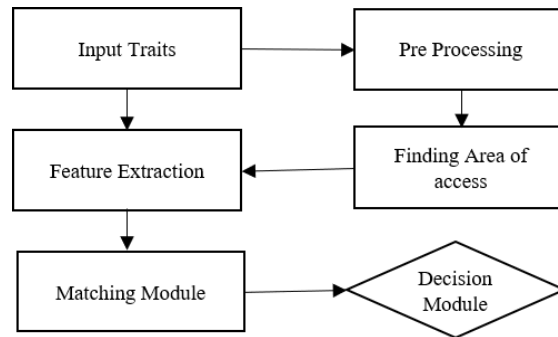 Input Traits
Pre Processing
Feature Extraction
Finding Area of
access
Matching Module
Decision
Module